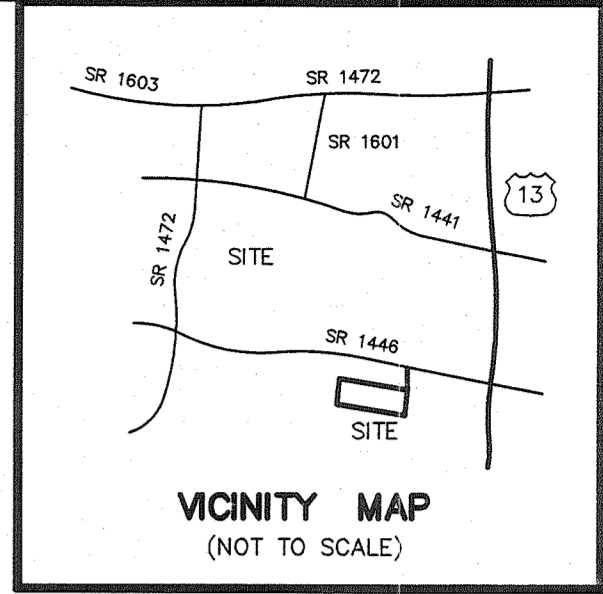 SR 1603
SR 1472
SR 1601
13
SR 1441
SR 1472
SITE
SR 1446
SITE
VICINITY MAP
(NOT TO SCALE)